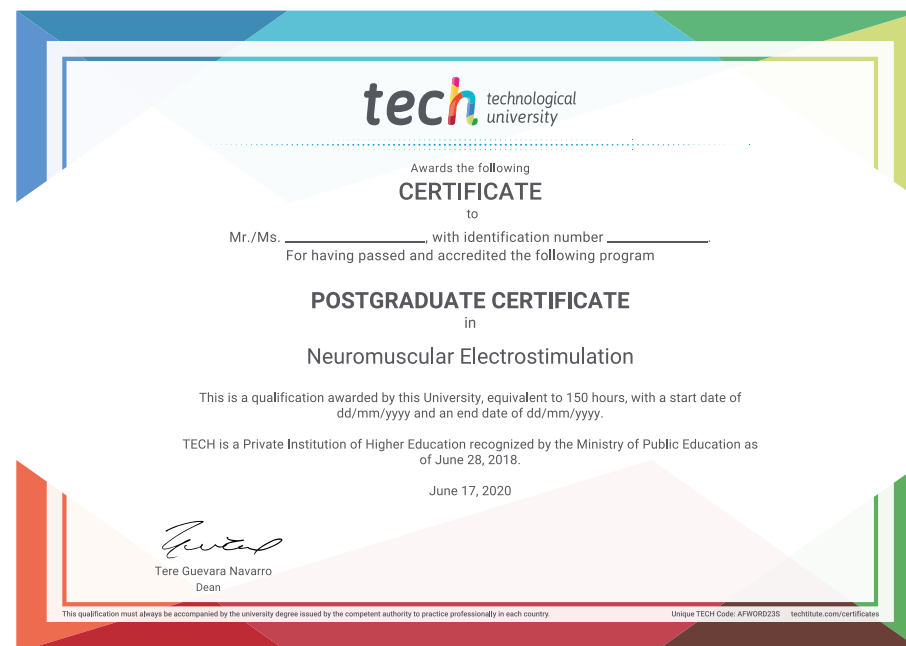 tech technological
university
Awards the following
CERTIFICATE
to
Mr./Ms. ____________________, with identification number _______________.
For having passed and accredited the following program
POSTGRADUATE CERTIFICATE
in
Neuromuscular Electrostimulation
This is a qualification awarded by this University, equivalent to 150 hours, with a start date of
dd/mm/yyyy and an end date of dd/mm/yyyy.
TECH is a Private Institution of Higher Education recognized by the Ministry of Public Education as
of June 28, 2018.
June 17, 2020
Tere Guevara Navarro
Dean
This qualification must always be accompanied by the university degree issued by the competent authority to practice professionally in each country.
Unique TECH Code: AFWORD23S techtitute.com/certificates